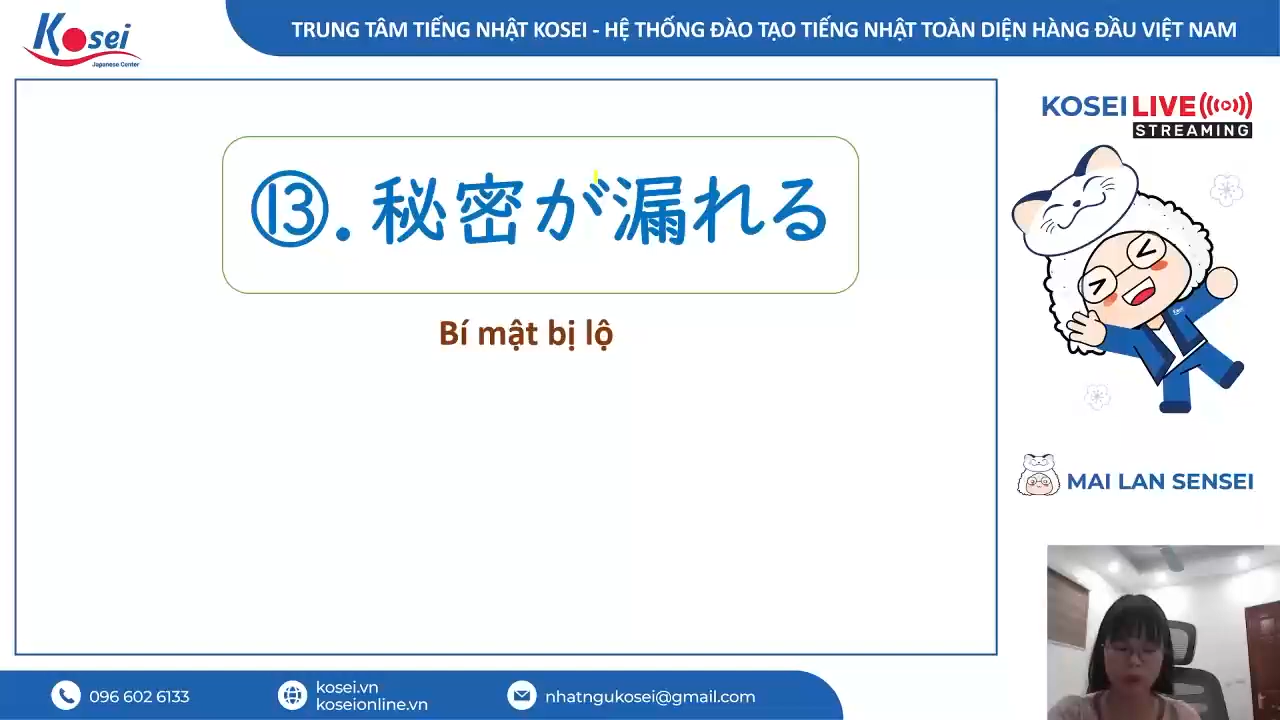 Kosei
Japanese Center
TRUNG TÂM TIẾNG NHẬT KOSEI - HỆ THỐNG ĐÀO TẠO TIẾNG NHẬT TOÀN DIỆN HÀNG ĐẦU VIỆT NAM
KOSEI LIVE
STREAMING
⑬. 秘密が漏れる
Bí mật bị lộ
MAI LAN SENSEI
096 602 6133
kosei.vn
koseionline.vn
nhatngukosei@gmail.com